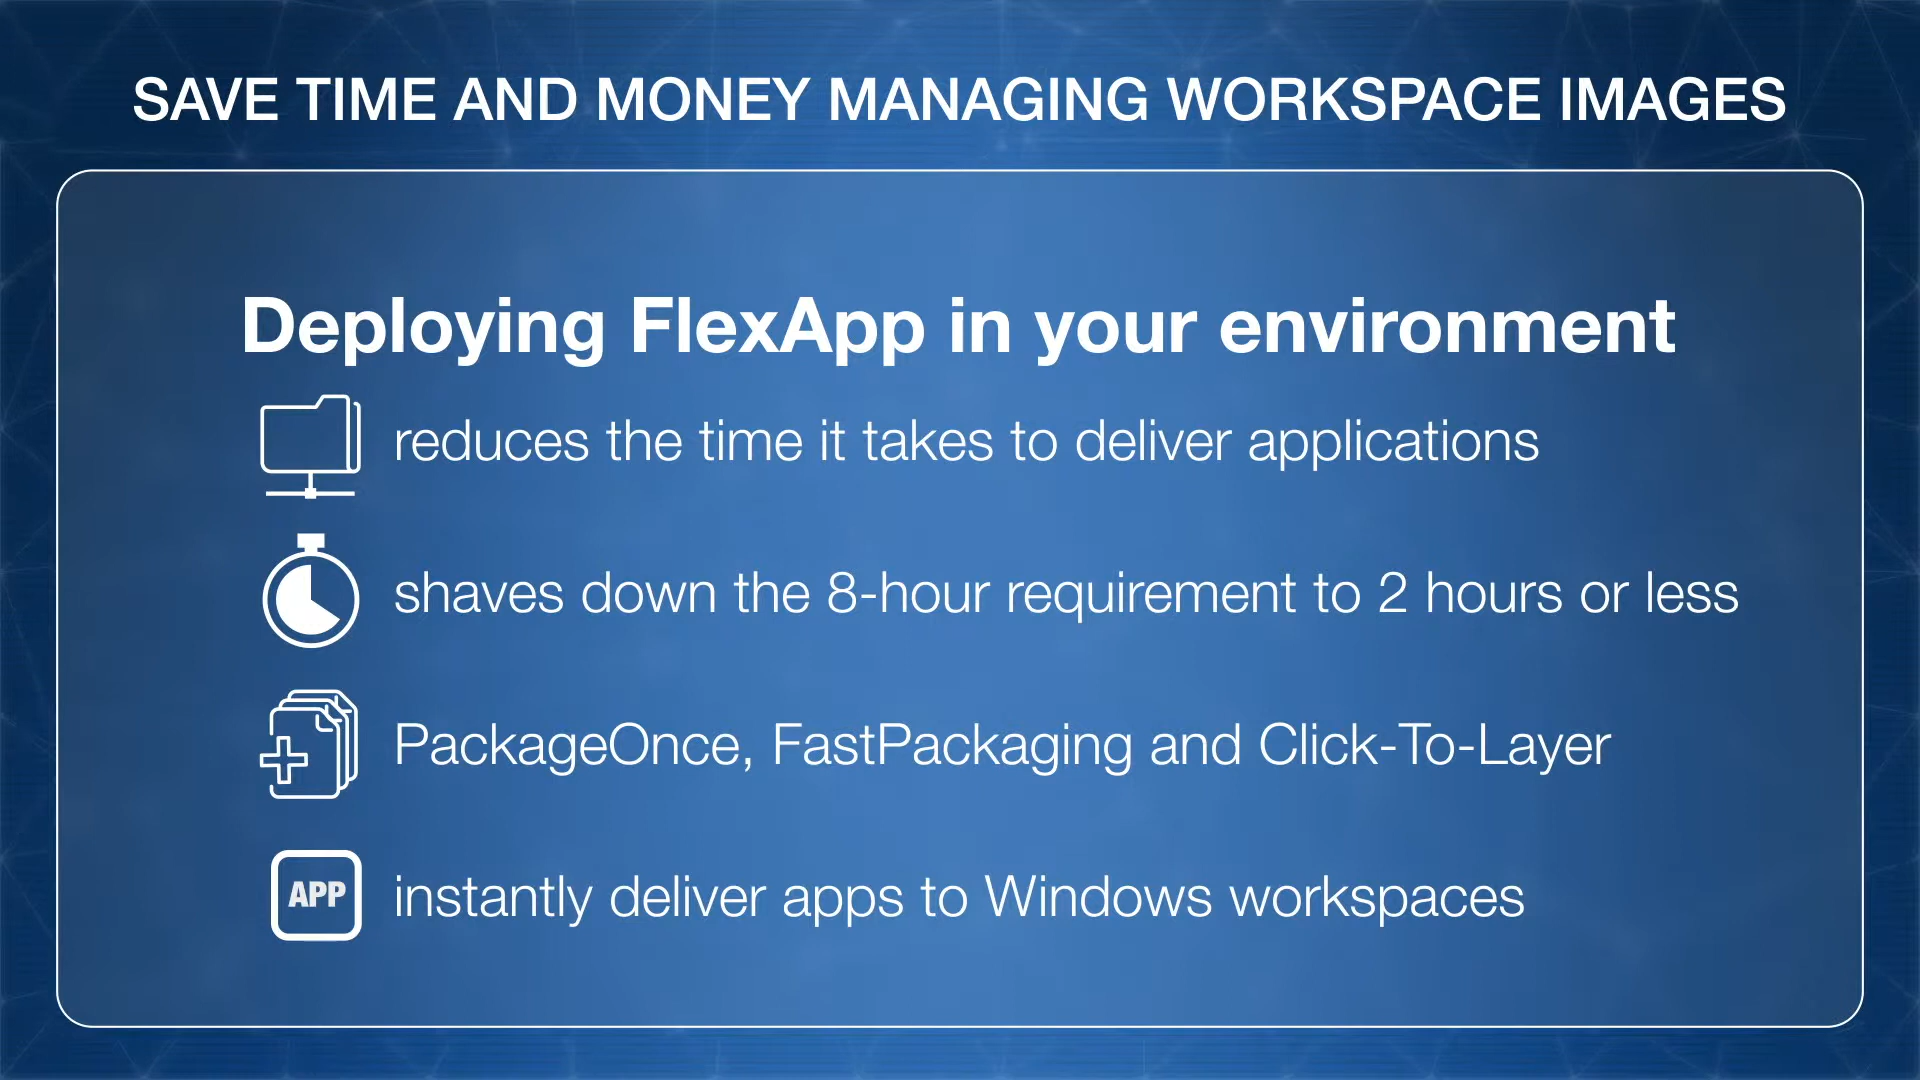 SAVE TIME AND MONEY MANAGING WORKSPACE IMAGES
Deploying FlexApp in your environment
reduces the time it takes to deliver applications
shaves down the 8-hour requirement to 2 hours or less
PackageOnce, FastPackaging and Click-To-Layer
APP instantly deliver apps to Windows workspaces